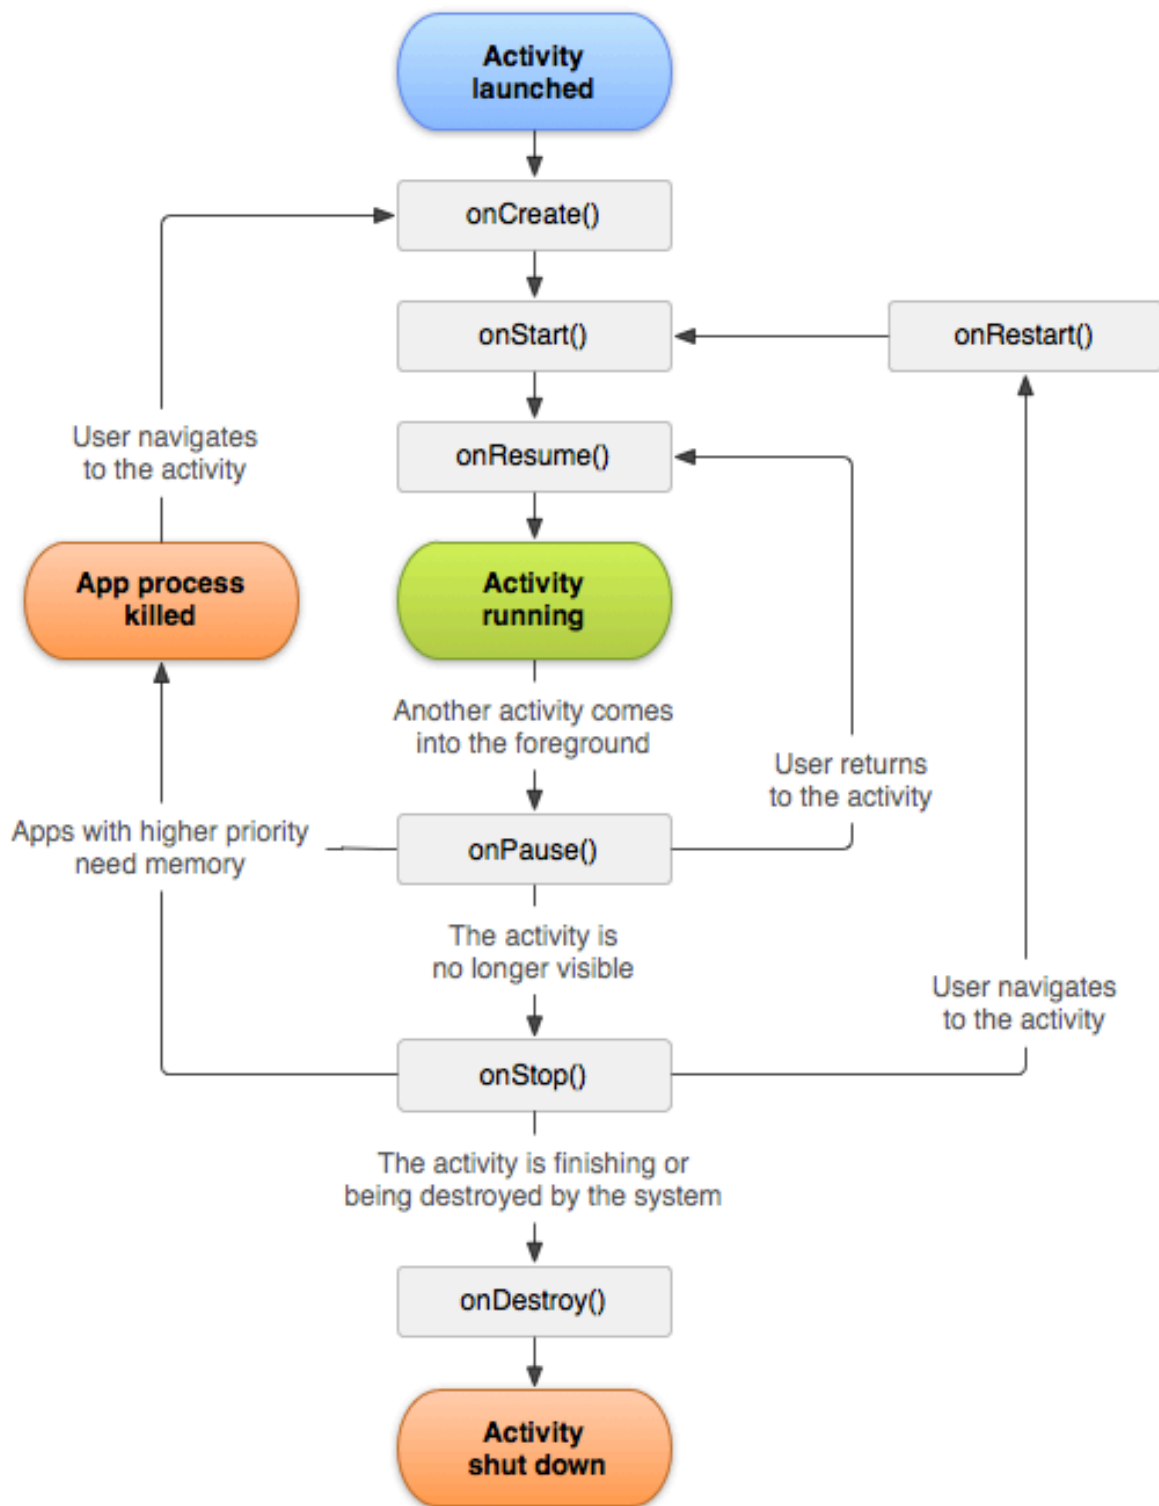 Activity
launched
onCreate()
onStart()
onRestart()
onResume()
User navigates
to the activity
App process
killed
Activity
running
Another activity comes
into the foreground
User returns
to the activity
Apps with higher priority
need memory
onPause()
The activity is
no longer visible
User navigates
to the activity
onStop()
The activity is finishing or
being destroyed by the system
onDestroy()
Activity
shut down